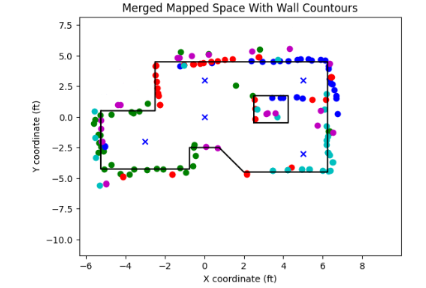 Merged Mapped Space With Wall Countours
7.5
5.0
2.5
0.0
−2.5
−5.0
−7.5
−10.0
Y coordinate (ft)
−6 −4 −2 0 2 4 6 8
X coordinate (ft)